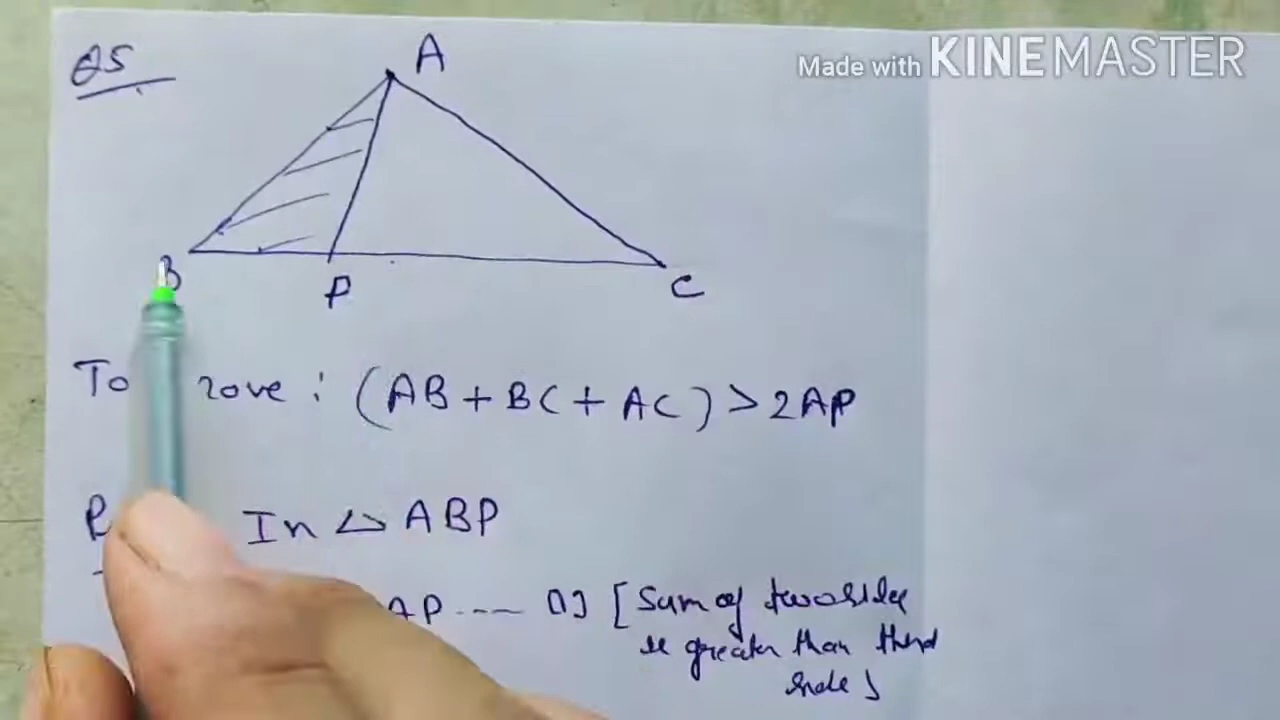 Q5
Made with KINEMASTER
A
B
P
C
To rove : (AB + BC + AC) > 2AP
In △ ABP
AP --- (1) [Sum of two side
is greater than third
side]